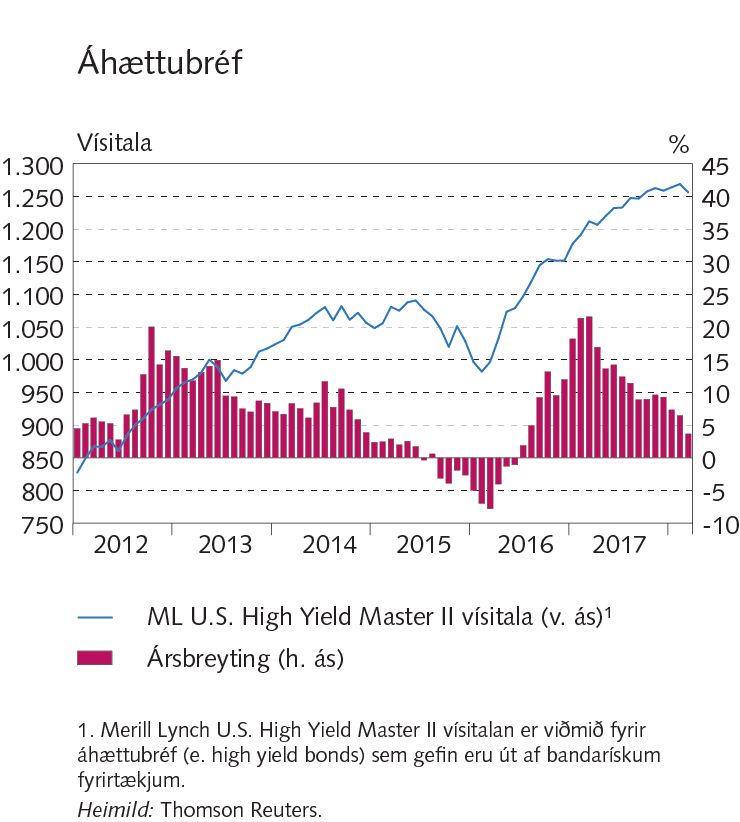 Áhættubréf
Vísitala %
1.300 45
1.250 40
1.200 35
1.150 30
1.100 25
1.050 20
1.000 15
950 10
900 5
850 0
800 -5
750 -10
2012 2013 2014 2015 2016 2017
ML U.S. High Yield Master II vísitala (v. ás)¹
Ársbreyting (h. ás)
1. Merill Lynch U.S. High Yield Master II vísitalan er viðmið fyrir
áhættubréf (e. high yield bonds) sem gefin eru út af bandarískum
fyrirtækjum.
Heimild: Thomson Reuters.